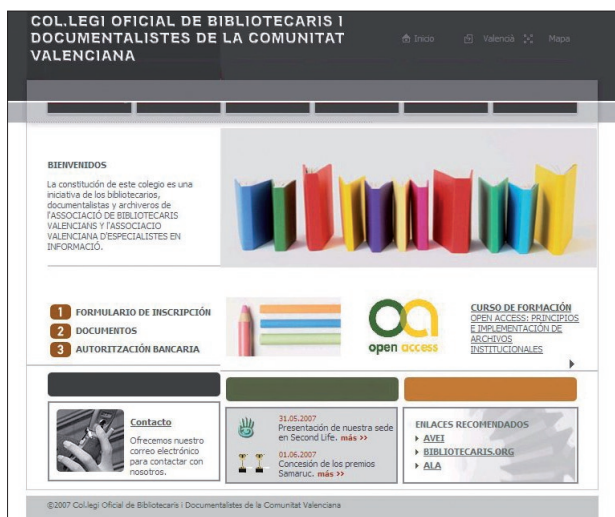 COL.LEGI OFICIAL DE BIBLIOTECARIS I
DOCUMENTALISTES DE LA COMUNITAT
VALENCIANA
Inicio
Valencià
Mapa
BIENVENIDOS
La constitución de este colegio es una
iniciativa de los bibliotecarios,
documentalistas y archiveros de
l'ASSOCIACIÓ DE BIBLIOTECARIS
VALENCIANS Y l'ASSOCIACIO
VALENCIANA D'ESPECIALISTES EN
INFORMACIÓ.
1 FORMULARIO DE INSCRIPCIÓN
2 DOCUMENTOS
3 AUTORITZACIÓN BANCARIA
open access
CURSO DE FORMACIÓN
OPEN ACCESS: PRINCIPIOS
E IMPLEMENTACIÓN DE
ARCHIVOS
INSTITUCIONALES
Contacto
Ofrecemos nuestro
correo electrónico
para contactar con
nosotros.
31.05.2007
Presentación de nuestra sede
en Second Life. más >>
01.06.2007
Concesión de los premios
Samaruc. más >>
ENLACES RECOMENDADOS
AVEI
BIBLIOTECARIS.ORG
ALA
©2007 Col.legi Oficial de Bibliotecaris i Documentalistes de la Comunitat Valenciana